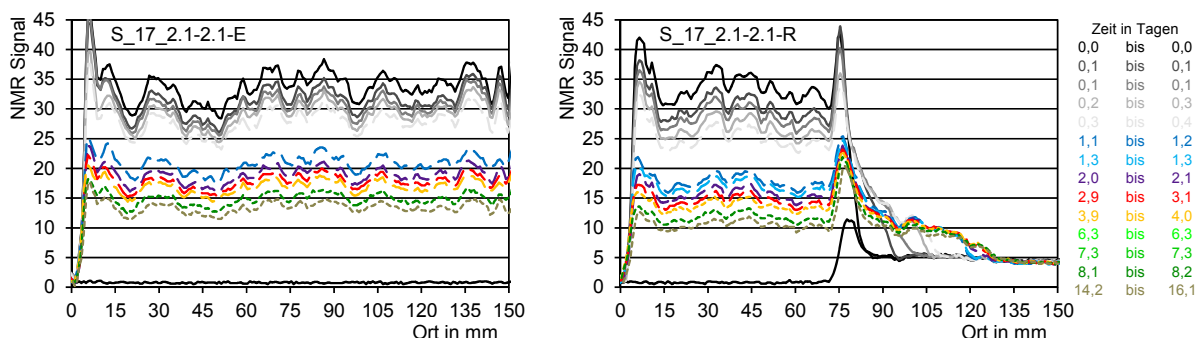 S_17_2.1-2.1-E
NMR Signal
45
40
35
30
25
20
15
10
5
0
0 15 30 45 60 75 90 105 120 135 150
Ort in mm
S_17_2.1-2.1-R
NMR Signal
45
40
35
30
25
20
15
10
5
0
0 15 30 45 60 75 90 105 120 135 150
Ort in mm
Zeit in Tagen
0,0 bis 0,0
0,1 bis 0,1
0,1 bis 0,1
0,2 bis 0,3
0,3 bis 0,4
1,1 bis 1,2
1,3 bis 1,3
2,0 bis 2,1
2,9 bis 3,1
3,9 bis 4,0
6,3 bis 6,3
7,3 bis 7,3
8,1 bis 8,2
14,2 bis 16,1